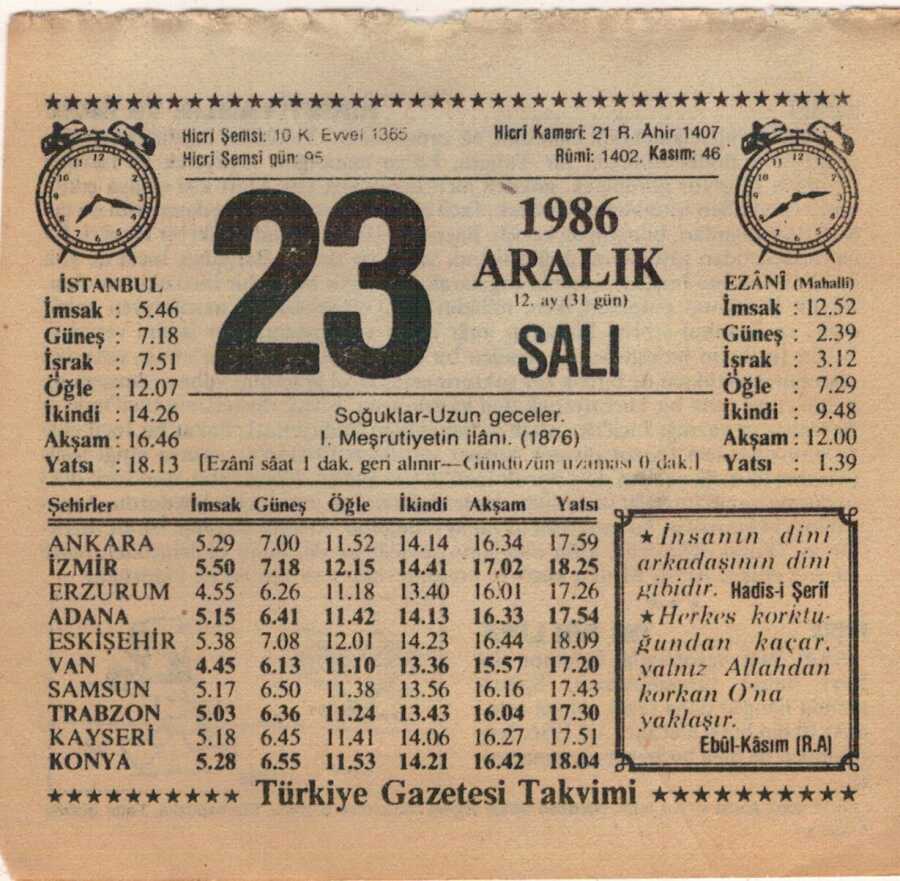 Hicri Şemsi: 10 K. Evvel 1365
Hicri Şemsi gün: 95
Hicri Kameri: 21 R. Âhir 1407
Rûmi: 1402, Kasım: 46
23
1986
ARALIK
12. ay (31 gün)
SALI
İSTANBUL
İmsak : 5.46
Güneş : 7.18
İşrak : 7.51
Öğle : 12.07
İkindi : 14.26
Akşam : 16.46
Yatsı : 18.13
EZÂNÎ (Mahalli)
İmsak : 12.52
Güneş : 2.39
İşrak : 3.12
Öğle : 7.29
İkindi : 9.48
Akşam : 12.00
Yatsı : 1.39
Soğuklar-Uzun geceler.
I. Meşrutiyetin ilânı. (1876)
[Ezânî sâat 1 dak. geri alınır—Gündüzün uzaması 0 dak.]
Şehirler İmsak Güneş Öğle İkindi Akşam Yatsı
ANKARA 5.29 7.00 11.52 14.14 16.34 17.59
İZMİR 5.50 7.18 12.15 14.41 17.02 18.25
ERZURUM 4.55 6.26 11.18 13.40 16.01 17.26
ADANA 5.15 6.41 11.42 14.13 16.33 17.54
ESKİŞEHİR 5.38 7.08 12.01 14.23 16.44 18.09
VAN 4.45 6.13 11.10 13.36 15.57 17.20
SAMSUN 5.17 6.50 11.38 13.56 16.16 17.43
TRABZON 5.03 6.36 11.24 13.43 16.04 17.30
KAYSERİ 5.18 6.45 11.41 14.06 16.27 17.51
KONYA 5.28 6.55 11.53 14.21 16.42 18.04
★ İnsanın dini
arkadaşının dini
gibidir. Hadis-i Şerif
★ Herkes korktu-
ğundan kaçar,
yalnız Allahdan
korkan O'na
yaklaşır.
Ebûl-Kâsım (R.A)
★★★★★★★★★★ Türkiye Gazetesi Takvimi ★★★★★★★★★★